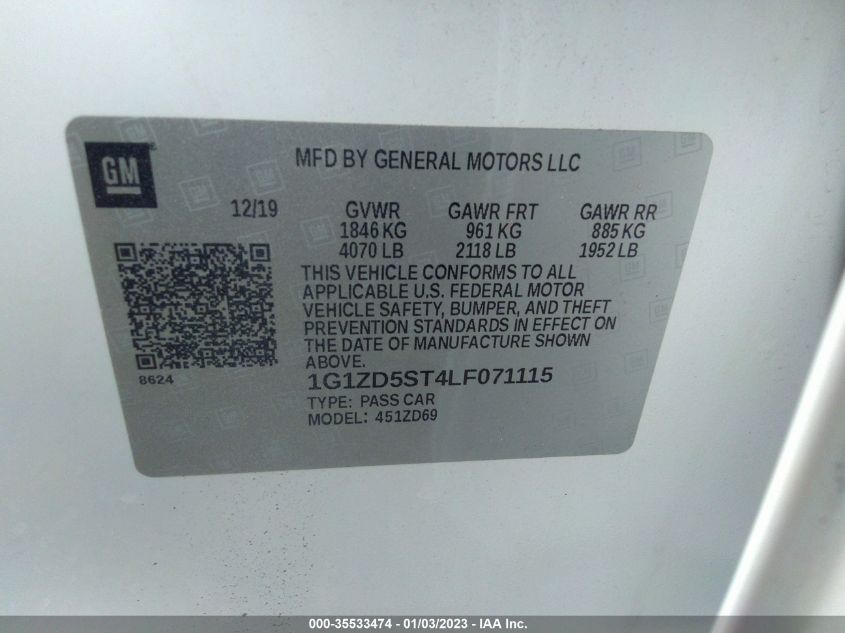 GM
MFD BY GENERAL MOTORS LLC
12/19 GVWR GAWR FRT GAWR RR
1846 KG 961 KG 885 KG
4070 LB 2118 LB 1952 LB
THIS VEHICLE CONFORMS TO ALL
APPLICABLE U.S. FEDERAL MOTOR
VEHICLE SAFETY, BUMPER, AND THEFT
PREVENTION STANDARDS IN EFFECT ON
THE DATE OF MANUFACTURE SHOWN
ABOVE.
8624 1G1ZD5ST4LF071115
TYPE: PASS CAR
MODEL: 451ZD69
000-35533474 - 01/03/2023 - IAA Inc.